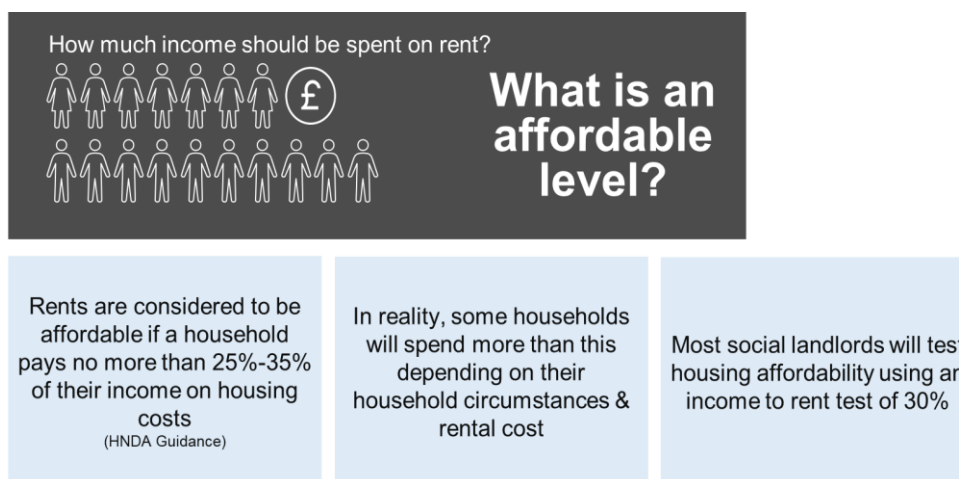 How much income should be spent on rent?
£
What is an
affordable
level?
Rents are considered to be
affordable if a household
pays no more than 25%-35%
of their income on housing
costs
(HNDA Guidance)
In reality, some households
will spend more than this
depending on their
household circumstances &
rental cost
Most social landlords will test
housing affordability using an
income to rent test of 30%